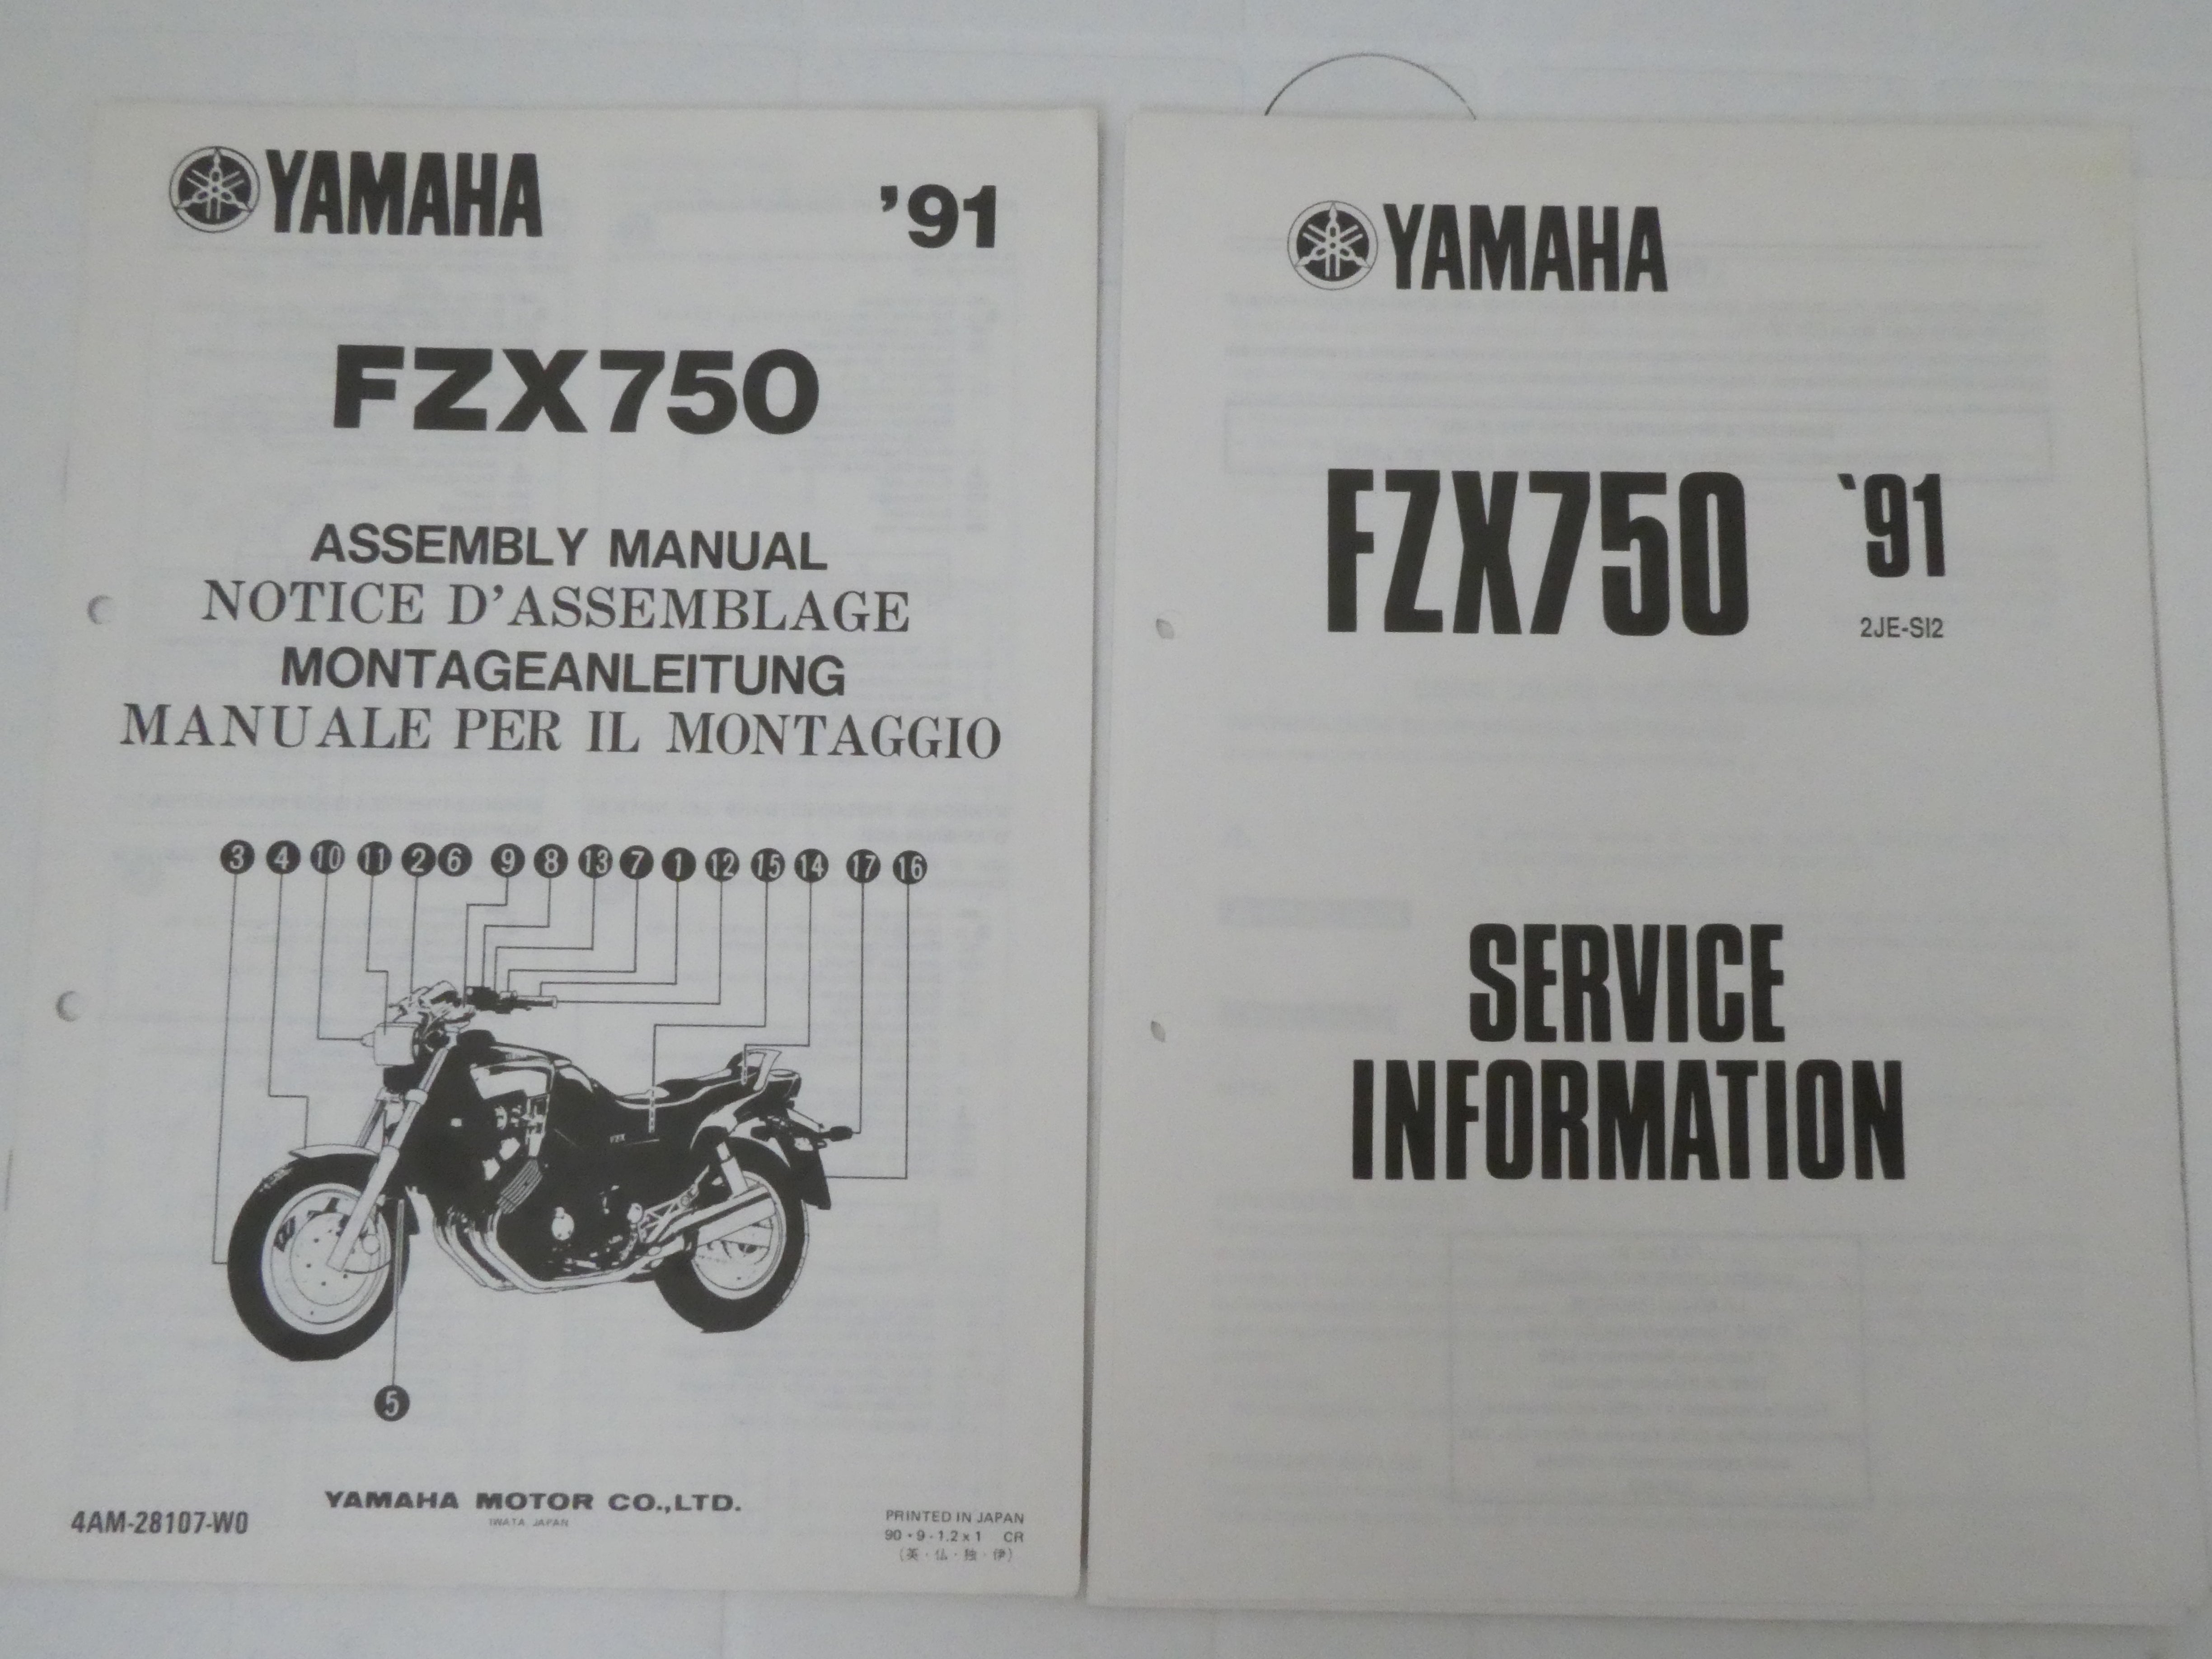 YAMAHA
'91
FZX750
ASSEMBLY MANUAL
NOTICE D'ASSEMBLAGE
MONTAGEANLEITUNG
MANUALE PER IL MONTAGGIO
3 4 10 11 2 6 9 8 13 7 1 12 15 14 17 16
FZX
5
YAMAHA MOTOR CO.,LTD.
IWATA JAPAN
4AM-28107-W0
PRINTED IN JAPAN
90・9-1.2×1 CR
(英・仏・独・伊)
YAMAHA
FZX750 '91
2JE-SI2
SERVICE
INFORMATION